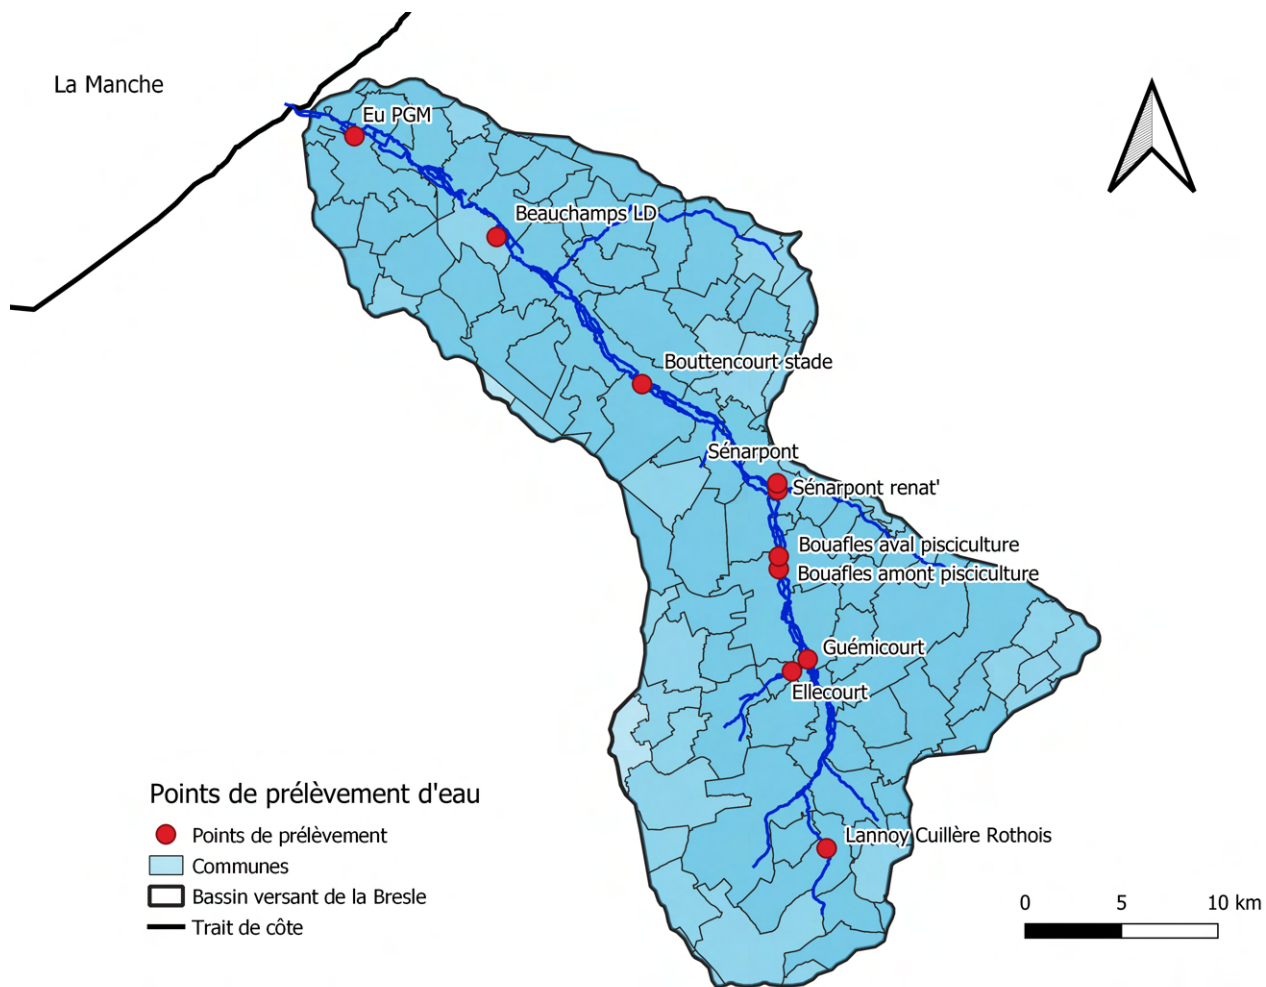 La Manche
Eu PGM
Beauchamps LD
Bouttencourt stade
Sénarpont
Sénarpont renat'
Bouafles aval pisciculture
Bouafles amont pisciculture
Guémicourt
Ellecourt
Lannoy Cuillère Rothois
Points de prélèvement d'eau
Points de prélèvement
Communes
Bassin versant de la Bresle
Trait de côte
0 5 10 km